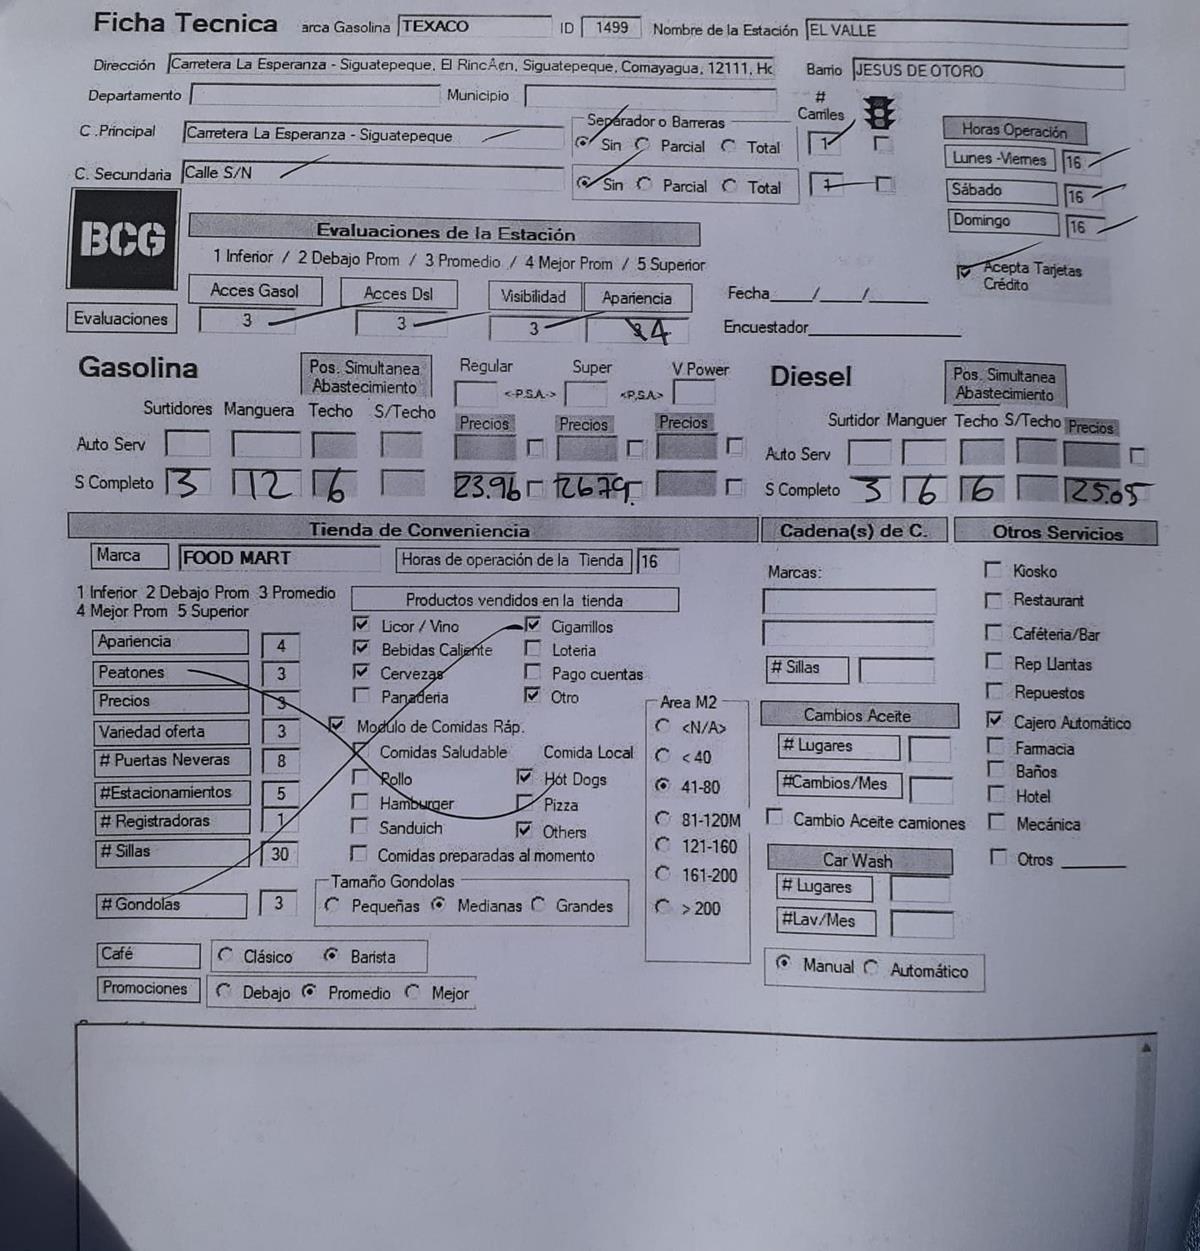 Ficha Tecnica arca Gasolina TEXACO ID 1499 Nombre de la Estación EL VALLE
Dirección Carretera La Esperanza - Siguatepeque, El RincÃ¢n, Siguatepeque, Comayagua, 12111, Hc Barrio JESUS DE OTORO
Departamento Municipio # Carriles
C .Principal Carretera La Esperanza - Siguatepeque Separador o Barreras Sin Parcial Total 1
C. Secundaria Calle S/N Sin Parcial Total 1
Horas Operación
Lunes -Viernes 16
Sábado 16
Domingo 16
Acepta Tarjetas Crédito
BCG
Evaluaciones de la Estación
1 Inferior / 2 Debajo Prom / 3 Promedio / 4 Mejor Prom / 5 Superior
Acces Gasol Acces Dsl Visibilidad Apariencia
Evaluaciones 3 3 3 4
Fecha___/___/___
Encuestador
Gasolina Pos. Simultanea Abastecimiento Regular Super V Power
<-P.S.A.-> <P,S.A>
Surtidores Manguera Techo S/Techo Precios Precios Precios
Auto Serv
S Completo 3 12 6 23.96 26.79
Diesel Pos. Simultanea Abastecimiento
Surtidor Manguer Techo S/Techo Precios
Auto Serv
S Completo 3 6 6 25.05
Tienda de Conveniencia
Marca FOOD MART Horas de operación de la Tienda 16
1 Inferior 2 Debajo Prom 3 Promedio
4 Mejor Prom 5 Superior
Apariencia 4
Peatones 3
Precios 3
Variedad oferta 3
# Puertas Neveras 8
#Estacionamientos 5
# Registradoras 1
# Sillas 30
# Gondolas 3
Productos vendidos en la tienda
Licor / Vino Cigarrillos
Bebidas Caliente Loteria
Cervezas Pago cuentas
Panaderia Otro
Modulo de Comidas Ráp.
Comidas Saludable Comida Local
Rollo Hot Dogs
Hamburger Pizza
Sanduich Others
Comidas preparadas al momento
Tamaño Gondolas
Pequeñas Medianas Grandes
Area M2
<N/A>
< 40
41-80
81-120M
121-160
161-200
> 200
Café Clásico Barista
Promociones Debajo Promedio Mejor
Cadena(s) de C.
Marcas:
# Sillas
Cambios Aceite
# Lugares
#Cambios/Mes
Cambio Aceite camiones
Car Wash
# Lugares
#Lav/Mes
Manual Automático
Otros Servicios
Kiosko
Restaurant
Caféteria/Bar
Rep Llantas
Repuestos
Cajero Automático
Farmacia
Baños
Hotel
Mecánica
Otros